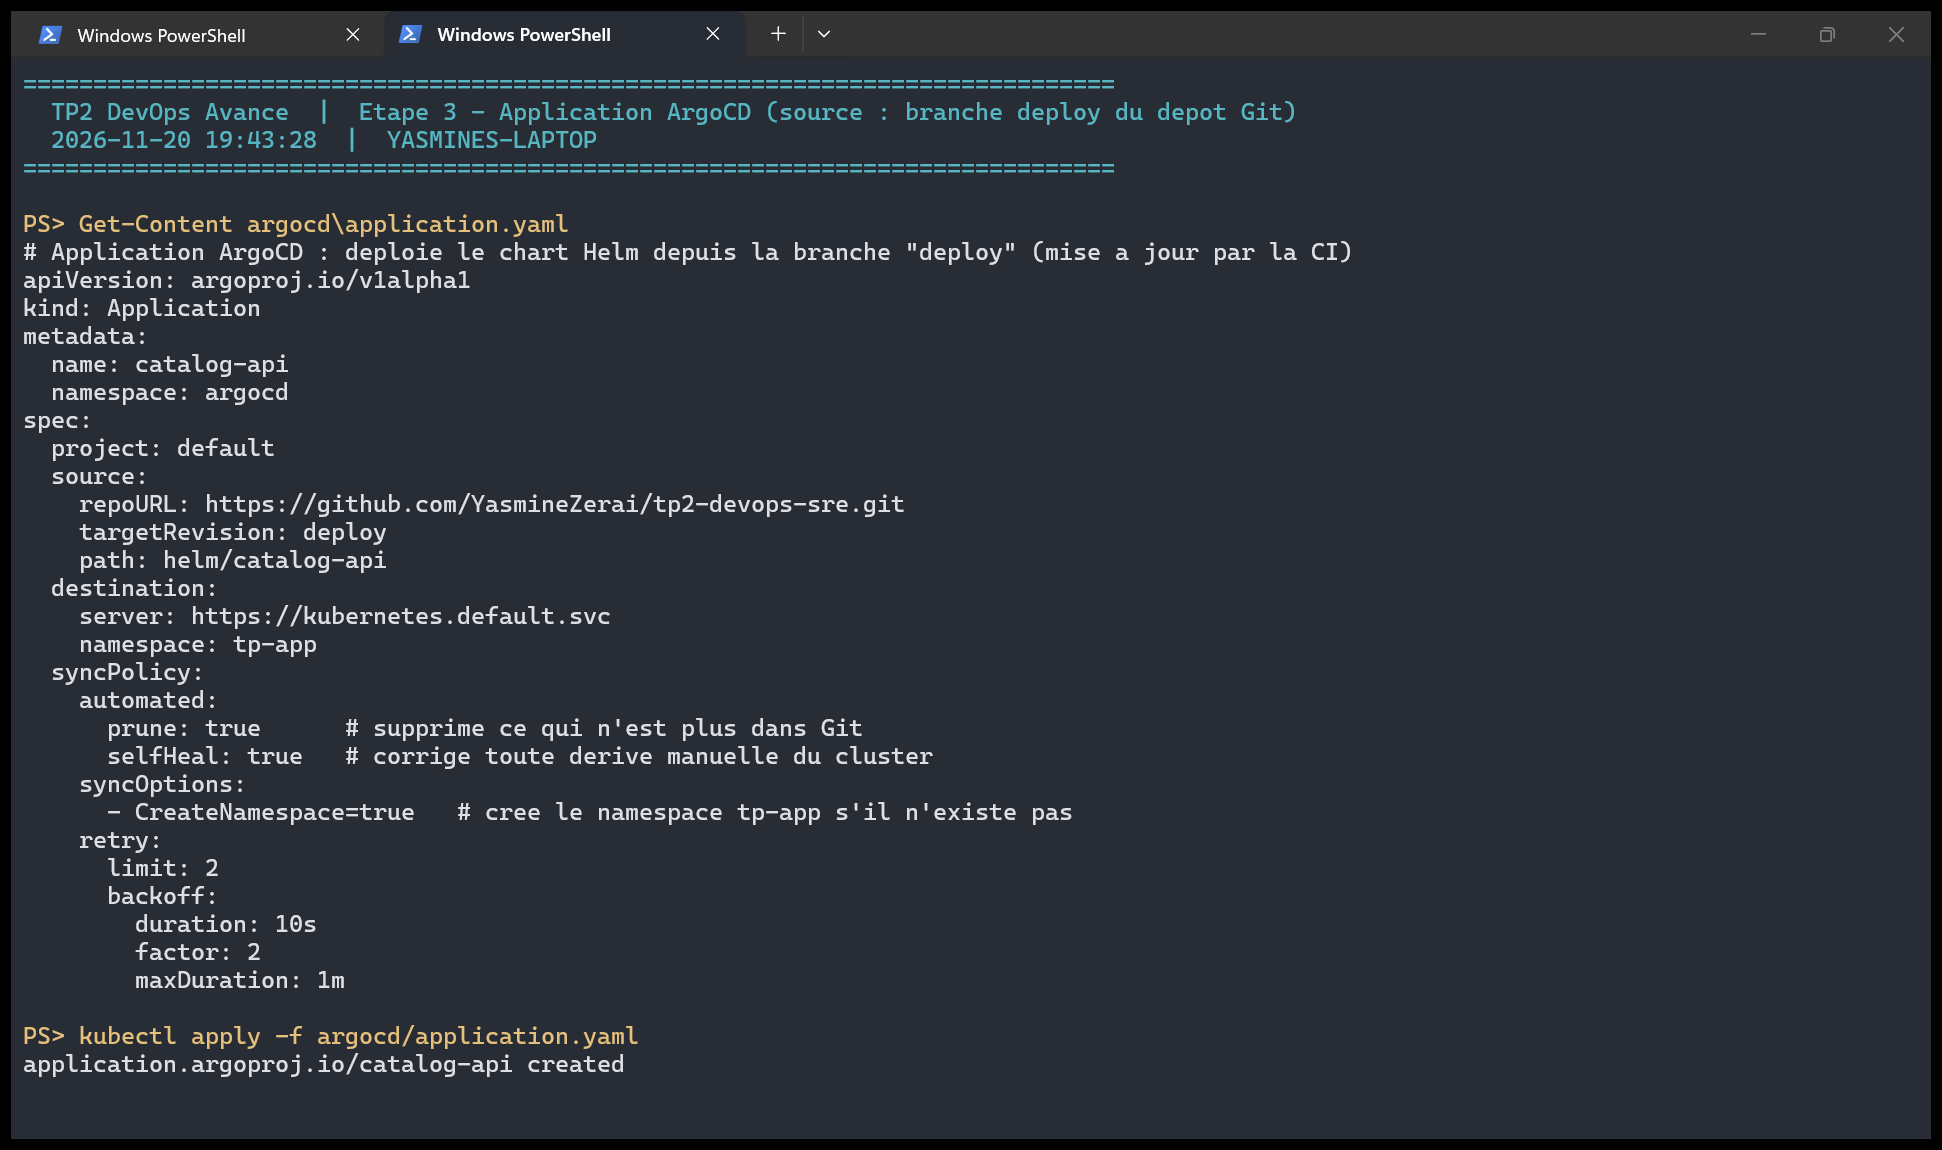 Windows PowerShell
Windows PowerShell
==============================================================================
  TP2 DevOps Avance  |  Etape 3 - Application ArgoCD (source : branche deploy du depot Git)
  2026-11-20 19:43:28  |  YASMINES-LAPTOP
==============================================================================
PS> Get-Content argocd\application.yaml
# Application ArgoCD : deploie le chart Helm depuis la branche "deploy" (mise a jour par la CI)
apiVersion: argoproj.io/v1alpha1
kind: Application
metadata:
  name: catalog-api
  namespace: argocd
spec:
  project: default
  source:
    repoURL: https://github.com/YasmineZerai/tp2-devops-sre.git
    targetRevision: deploy
    path: helm/catalog-api
  destination:
    server: https://kubernetes.default.svc
    namespace: tp-app
  syncPolicy:
    automated:
      prune: true      # supprime ce qui n'est plus dans Git
      selfHeal: true   # corrige toute derive manuelle du cluster
    syncOptions:
      - CreateNamespace=true   # cree le namespace tp-app s'il n'existe pas
    retry:
      limit: 2
      backoff:
        duration: 10s
        factor: 2
        maxDuration: 1m
PS> kubectl apply -f argocd/application.yaml
application.argoproj.io/catalog-api created